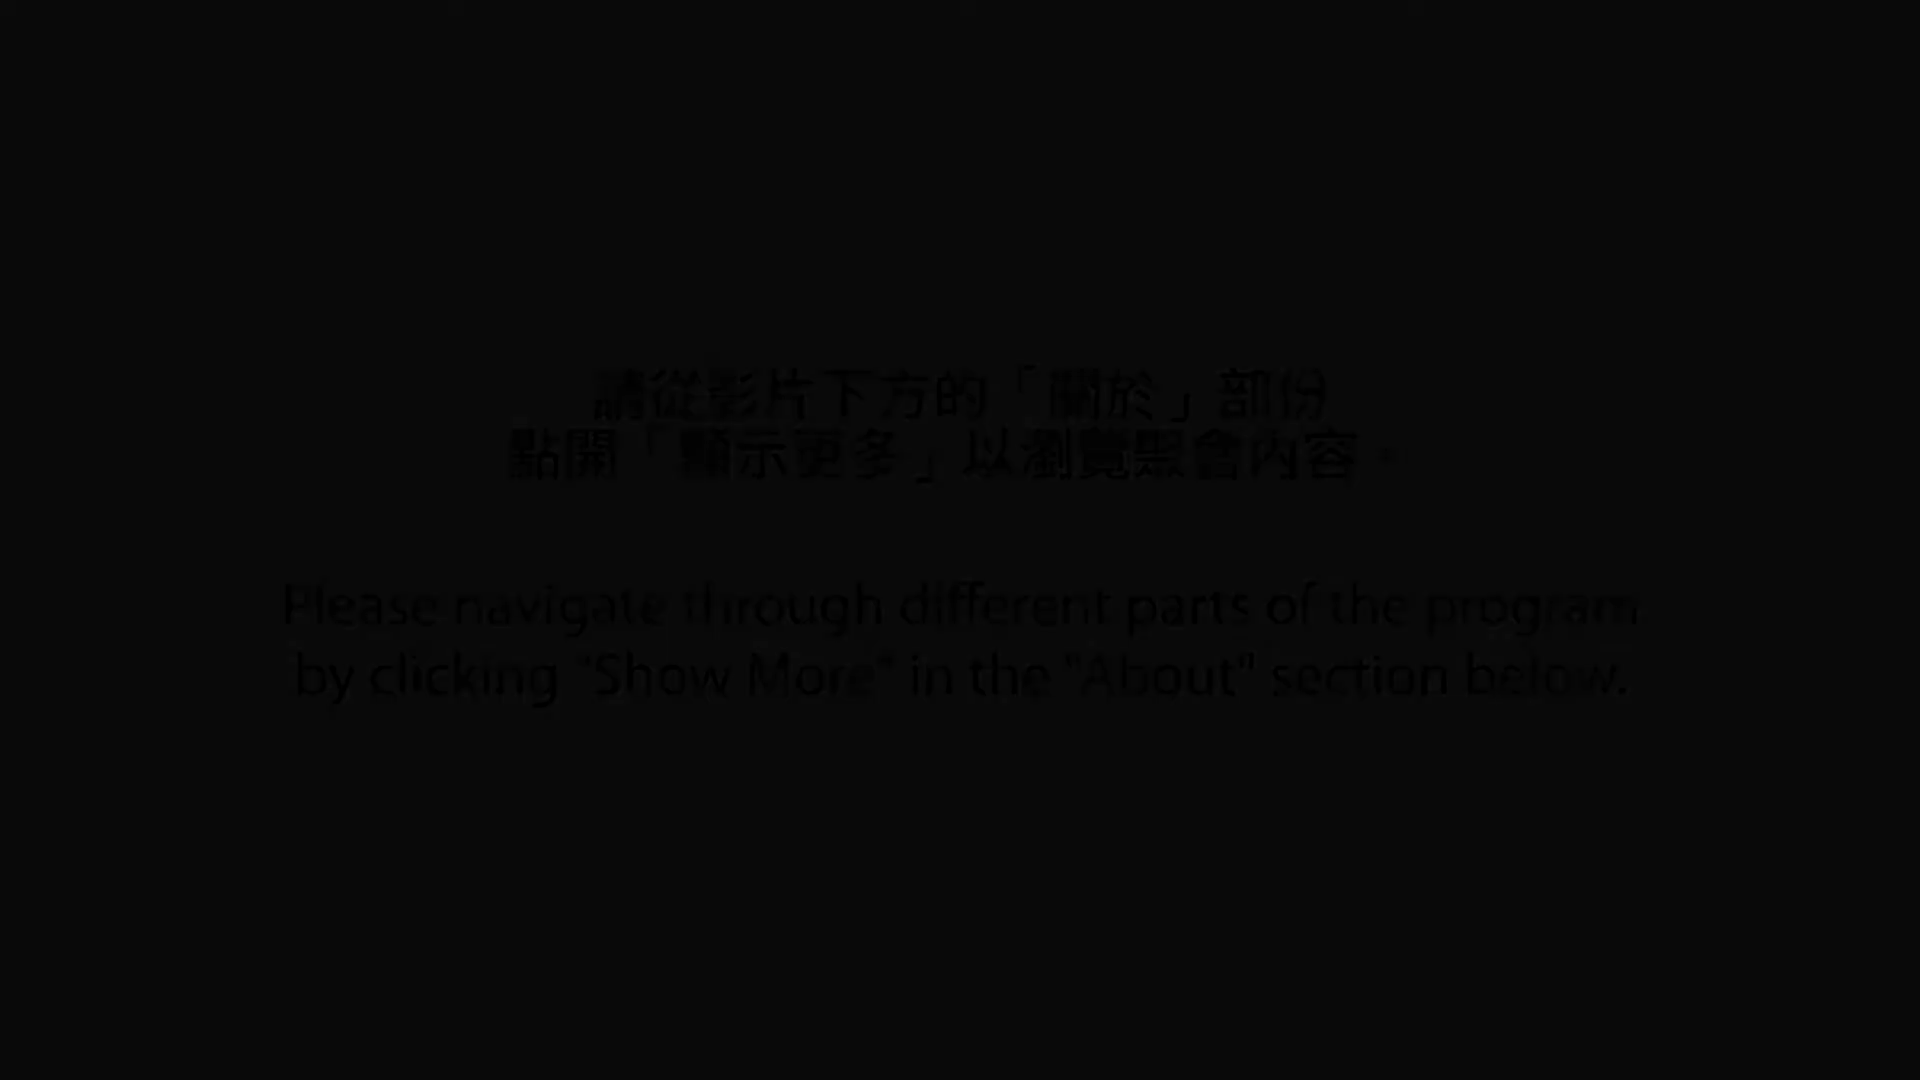 請從影片下方的「關於」部份
點開「顯示更多」以瀏覽聚會內容。
Please navigate through different parts of the program
by clicking "Show More" in the "About" section below.